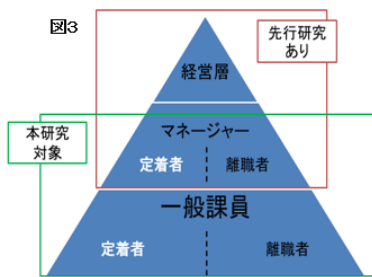 図3
先行研究
あり
経営層
本研究
対象
マネージャー
定着者
離職者
一般課員
定着者
離職者